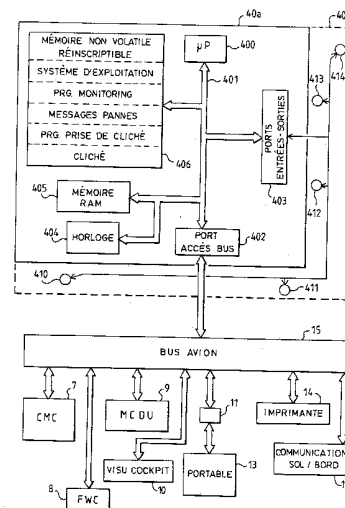 40a
40
MÉMOIRE NON VOLATILE
RÉINSCRIPTIBLE
SYSTÈME D'EXPLOITATION
PRG. MONITORING
MESSAGES PANNES
PRG. PRISE DE CLICHÉ
CLICHÉ
406
µP
400
401
414
413
PORTS
ENTRÉES-SORTIES
403
412
405
MÉMOIRE
RAM
404
HORLOGE
PORT
ACCÈS BUS
402
410
411
15
BUS AVION
7
CMC
9
MCDU
11
14
IMPRIMANTE
VISU COCKPIT
10
PORTABLE
13
COMMUNICATION
SOL / BORD
8
FWC